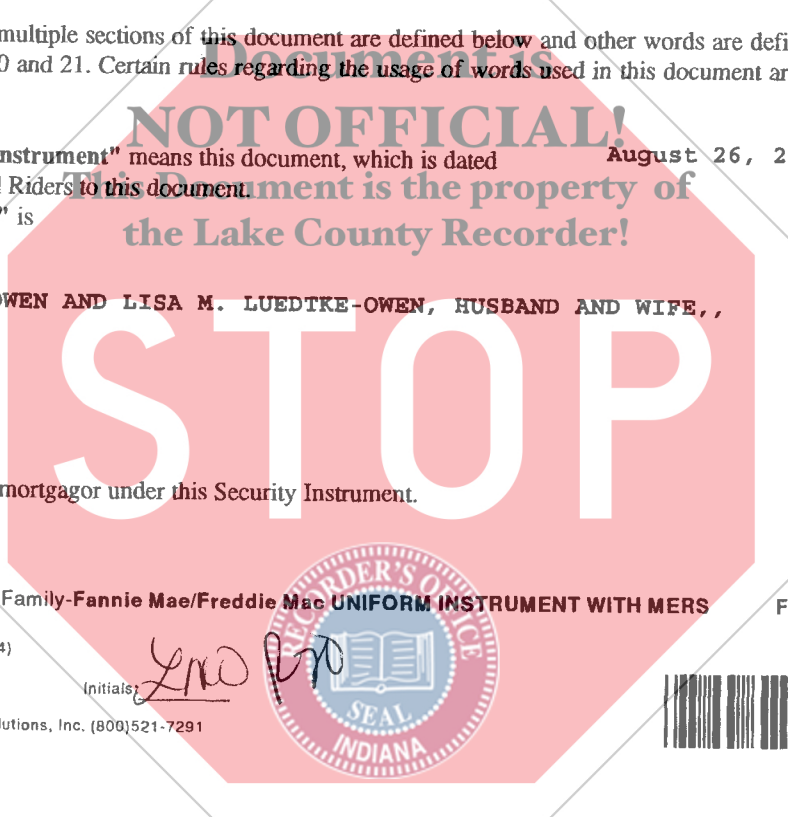 multiple sections of this document are defined below and other words are defi
Document is
0 and 21. Certain rules regarding the usage of words used in this document ar
NOT OFFICIAL!
nstrument" means this document, which is dated August 26, 2
Riders to this document.
This Document is the property of
" is
the Lake County Recorder!
OWEN AND LISA M. LUEDTKE-OWEN, HUSBAND AND WIFE,,
STOP
mortgagor under this Security Instrument.
Family-Fannie Mae/Freddie Mac UNIFORM INSTRUMENT WITH MERS F
RECORDER'S OFFICE
4)
Initials: LMO
SEAL
lutions, Inc. (800)521-7291
INDIANA